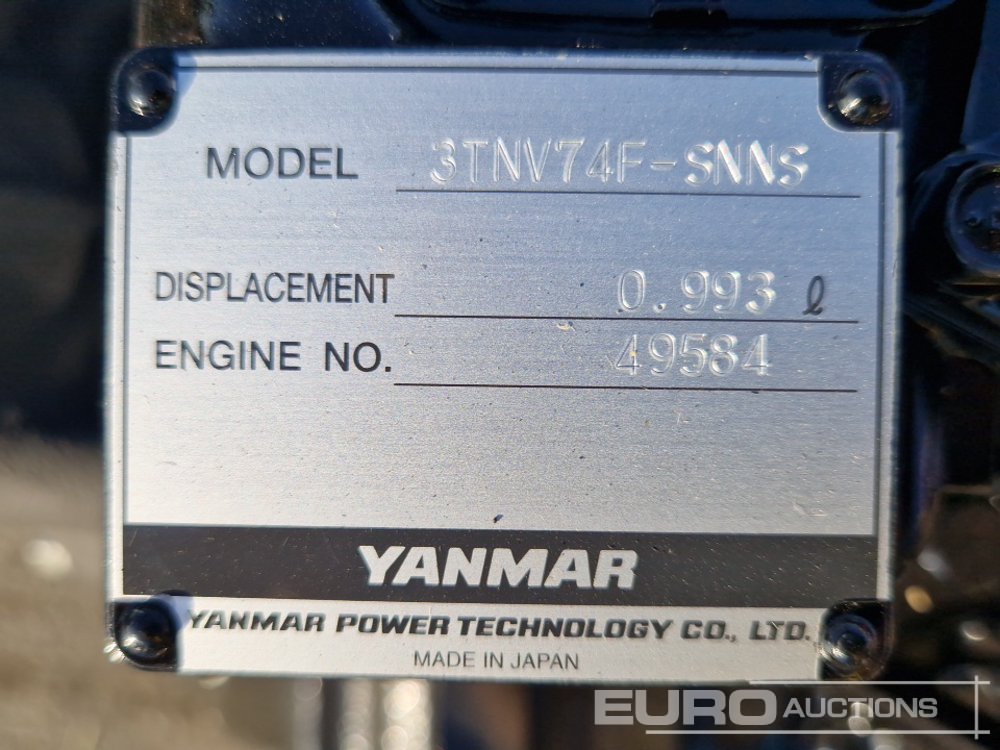 MODEL 3TNV74F-SNNS
DISPLACEMENT 0.993 ℓ
ENGINE NO. 49584
YANMAR
YANMAR POWER TECHNOLOGY CO., LTD.
MADE IN JAPAN
EURO AUCTIONS